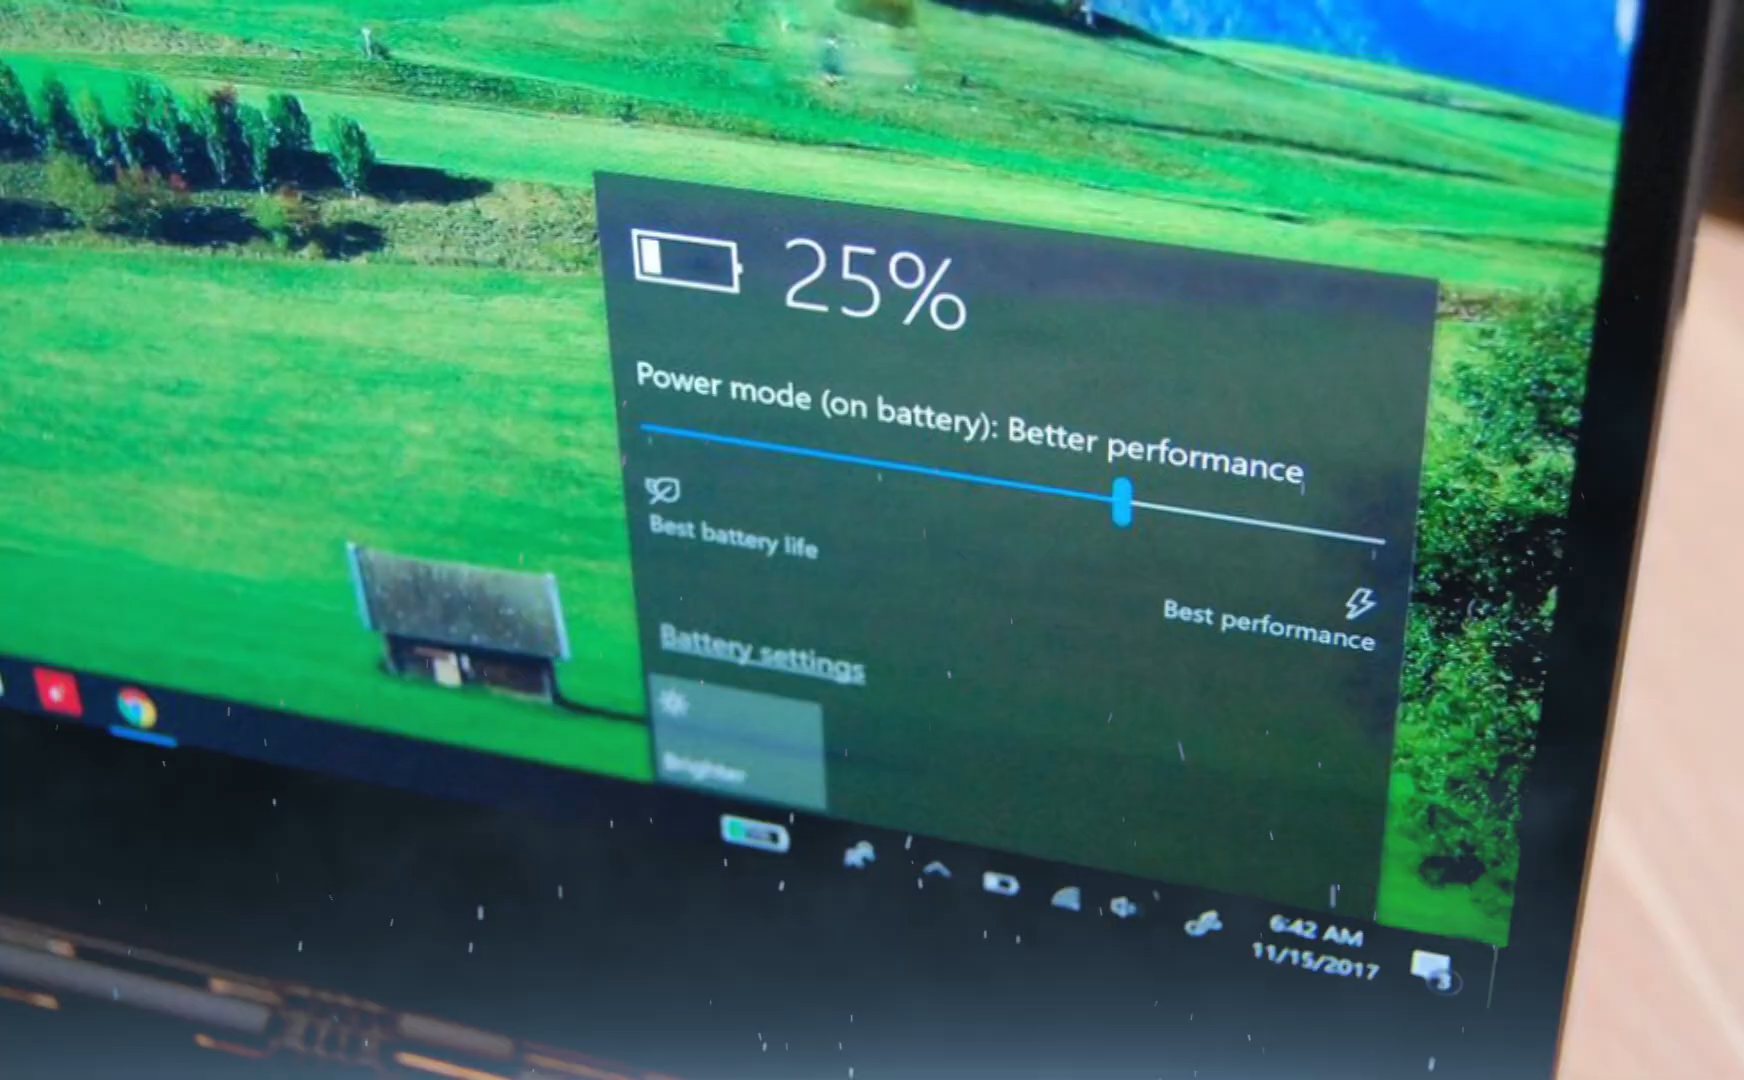 25%
Power mode (on battery): Better performance
Best battery life
Best performance
Battery settings
Brighter
6:42 AM
11/15/2017
3